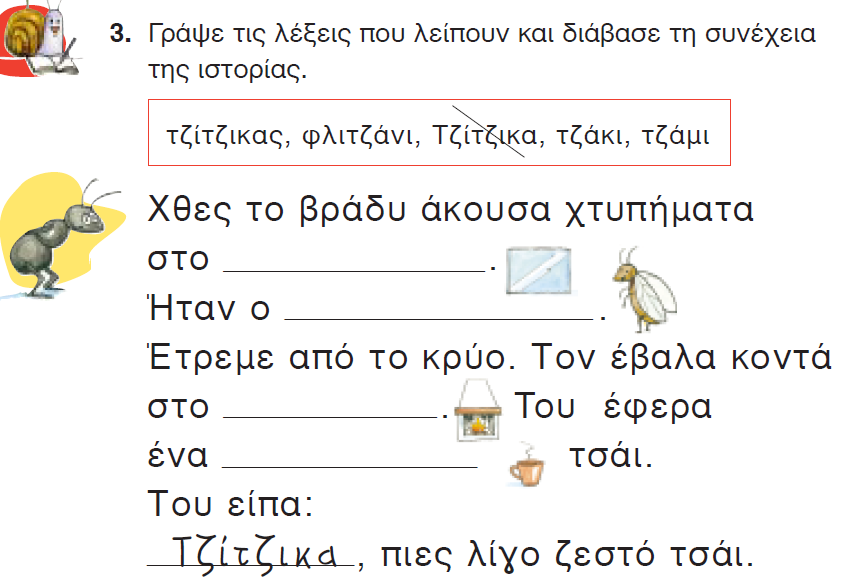 3. Γράψε τις λέξεις που λείπουν και διάβασε τη συνέχεια
της ιστορίας.
τζίτζικας, φλιτζάνι, Τζίτζικα, τζάκι, τζάμι
Χθες το βράδυ άκουσα χτυπήματα
στο ______________.
Ήταν ο ________________.
Έτρεμε από το κρύο. Τον έβαλα κοντά
στο ___________. Του έφερα
ένα _____________ τσάι.
Του είπα:
Τζίτζικα, πιες λίγο ζεστό τσάι.